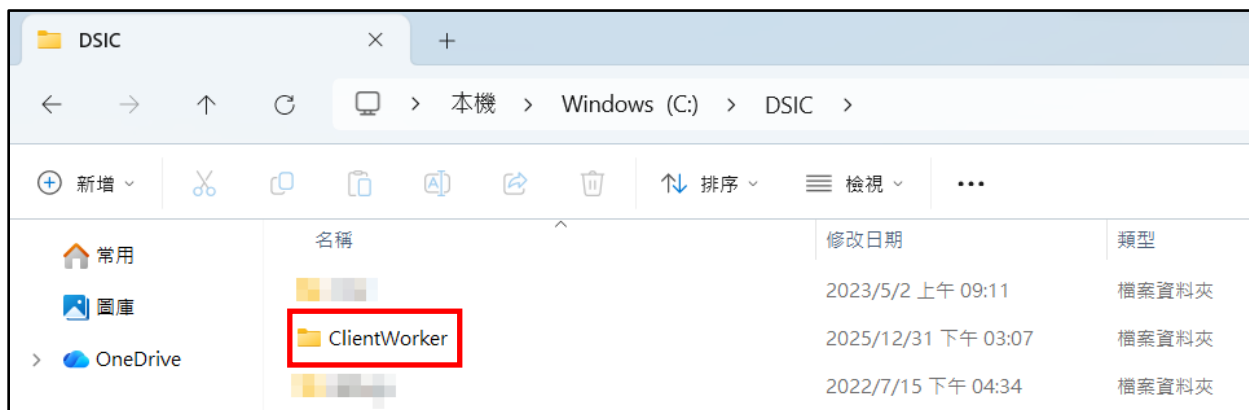 DSIC
本機 > Windows (C:) > DSIC >
新增 排序 檢視 •••
名稱 修改日期 類型
常用
圖庫
OneDrive
2023/5/2 上午 09:11 檔案資料夾
ClientWorker 2025/12/31 下午 03:07 檔案資料夾
2022/7/15 下午 04:34 檔案資料夾